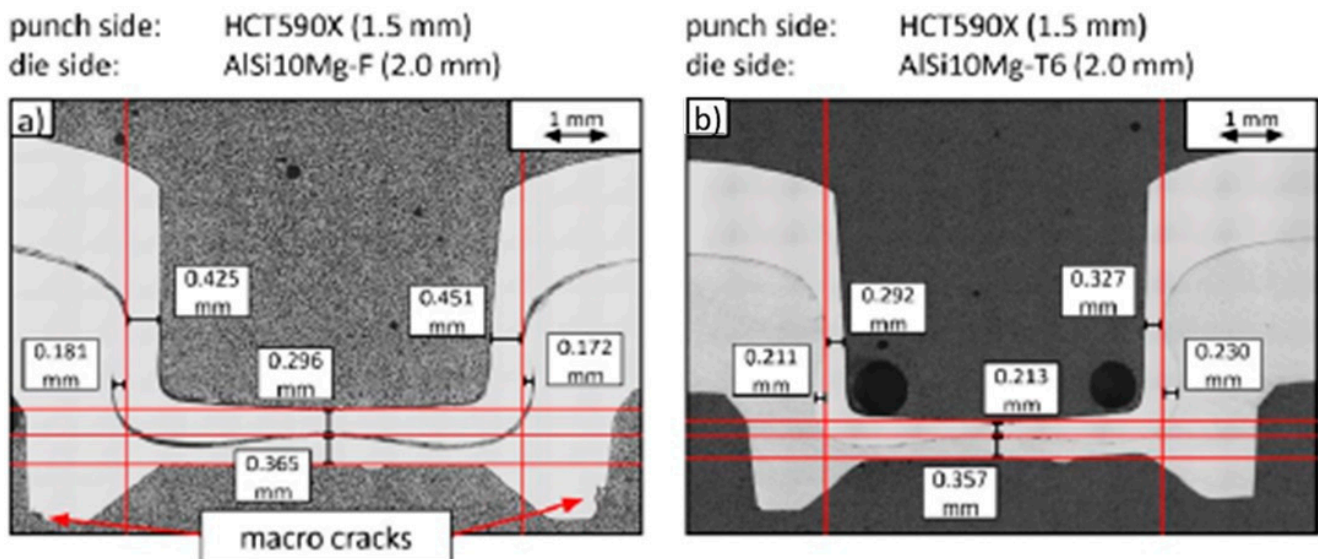 punch side: HCT590X (1.5 mm)
die side: AlSi10Mg-F (2.0 mm)
a)
1 mm
0.425
mm
0.451
mm
0.181
mm
0.296
mm
0.172
mm
0.365
mm
macro cracks
punch side: HCT590X (1.5 mm)
die side: AlSi10Mg-T6 (2.0 mm)
b)
1 mm
0.292
mm
0.327
mm
0.211
mm
0.213
mm
0.230
mm
0.357
mm